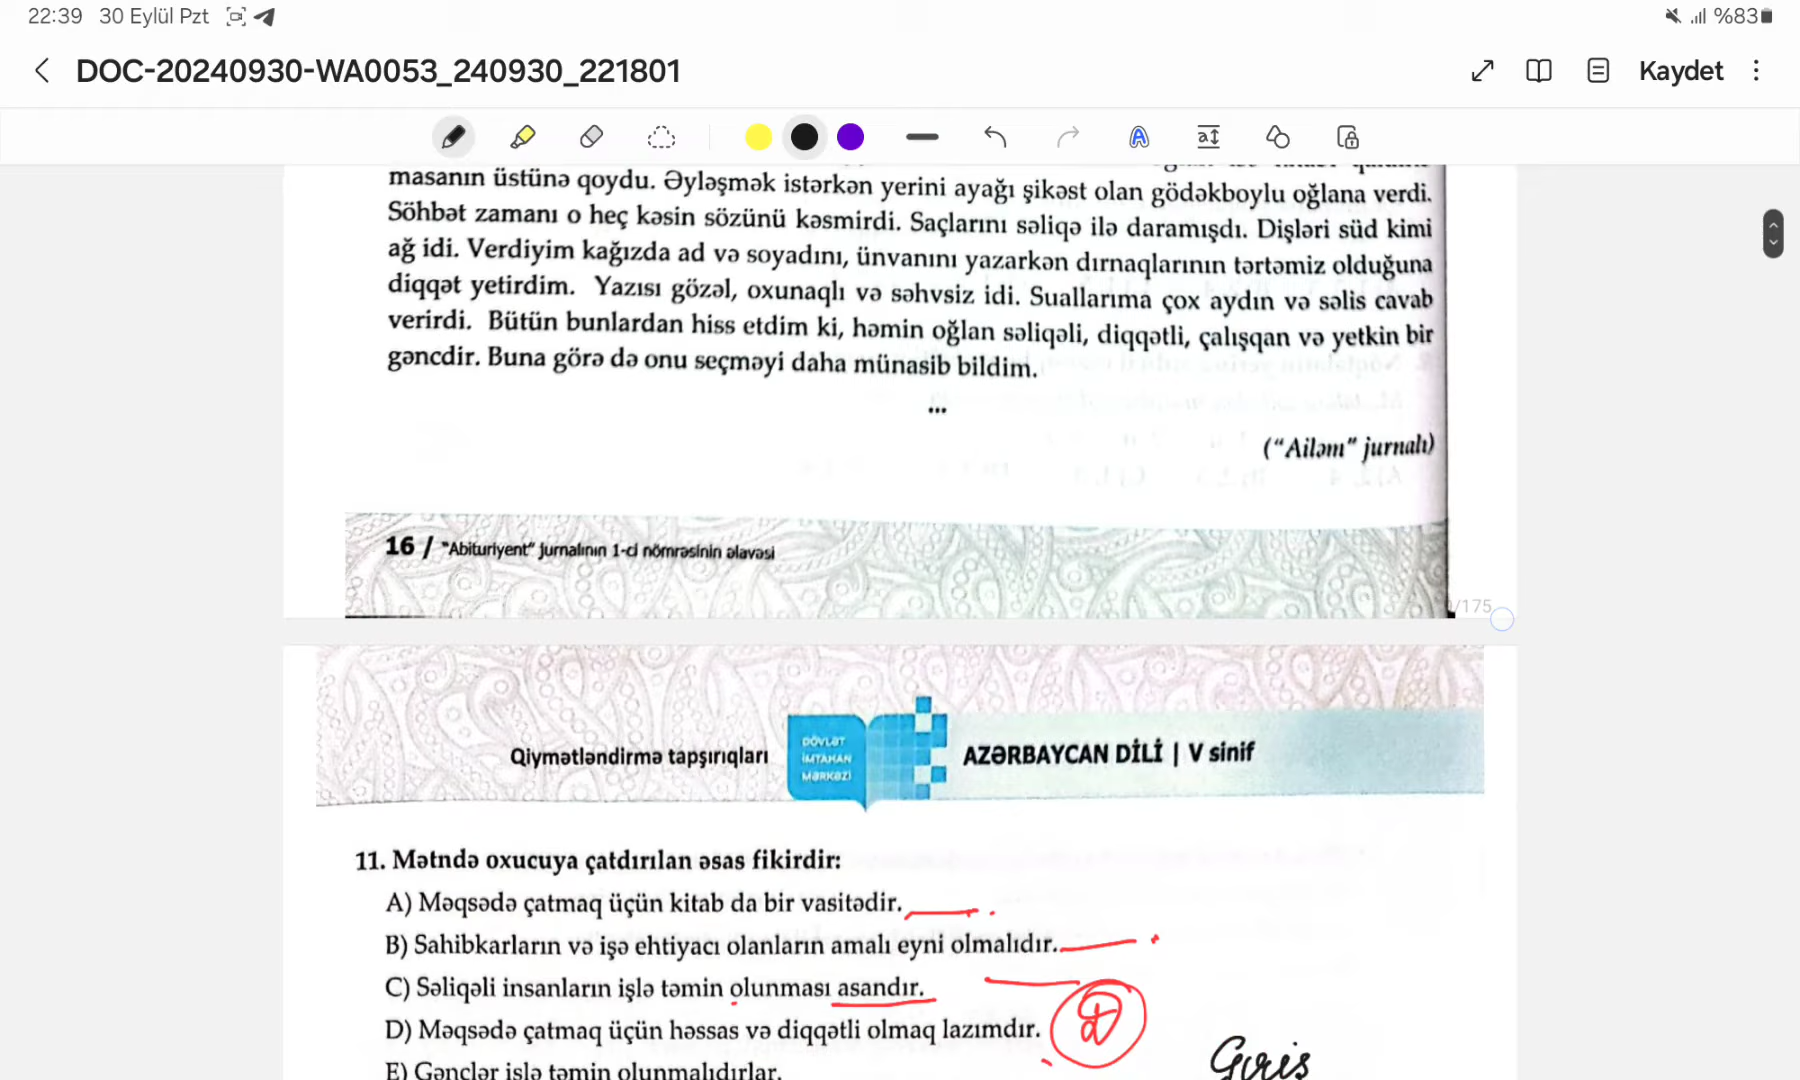 22:39 30 Eylül Pzt %83
DOC-20240930-WA0053_240930_221801 Kaydet
masanın üstünə qoydu. Əyləşmək istərkən yerini ayağı şikəst olan gödəkboylu oğlana verdi.
Söhbət zamanı o heç kəsin sözünü kəsmirdi. Saçlarını səliqə ilə daramışdı. Dişləri süd kimi
ağ idi. Verdiyim kağızda ad və soyadını, ünvanını yazarkən dırnaqlarının tərtəmiz olduğuna
diqqət yetirdim. Yazısı gözəl, oxunaqlı və səhvsiz idi. Suallarıma çox aydın və səlis cavab
verirdi. Bütün bunlardan hiss etdim ki, həmin oğlan səliqəli, diqqətli, çalışqan və yetkin bir
gəncdir. Buna görə də onu seçməyi daha münasib bildim.
...
("Ailəm" jurnalı)
16 / "Abituriyent" jurnalının 1-ci nömrəsinin əlavəsi
/175
Qiymətləndirmə tapşırıqları
DÖVLƏT
İMTAHAN
MƏRKƏZİ
AZƏRBAYCAN DİLİ | V sinif
11. Mətndə oxucuya çatdırılan əsas fikirdir:
A) Məqsədə çatmaq üçün kitab da bir vasitədir.
B) Sahibkarların və işə ehtiyacı olanların amalı eyni olmalıdır.
C) Səliqəli insanların işlə təmin olunması asandır.
D) Məqsədə çatmaq üçün həssas və diqqətli olmaq lazımdır.
E) Gənclər işlə təmin olunmalıdırlar.
Giriş